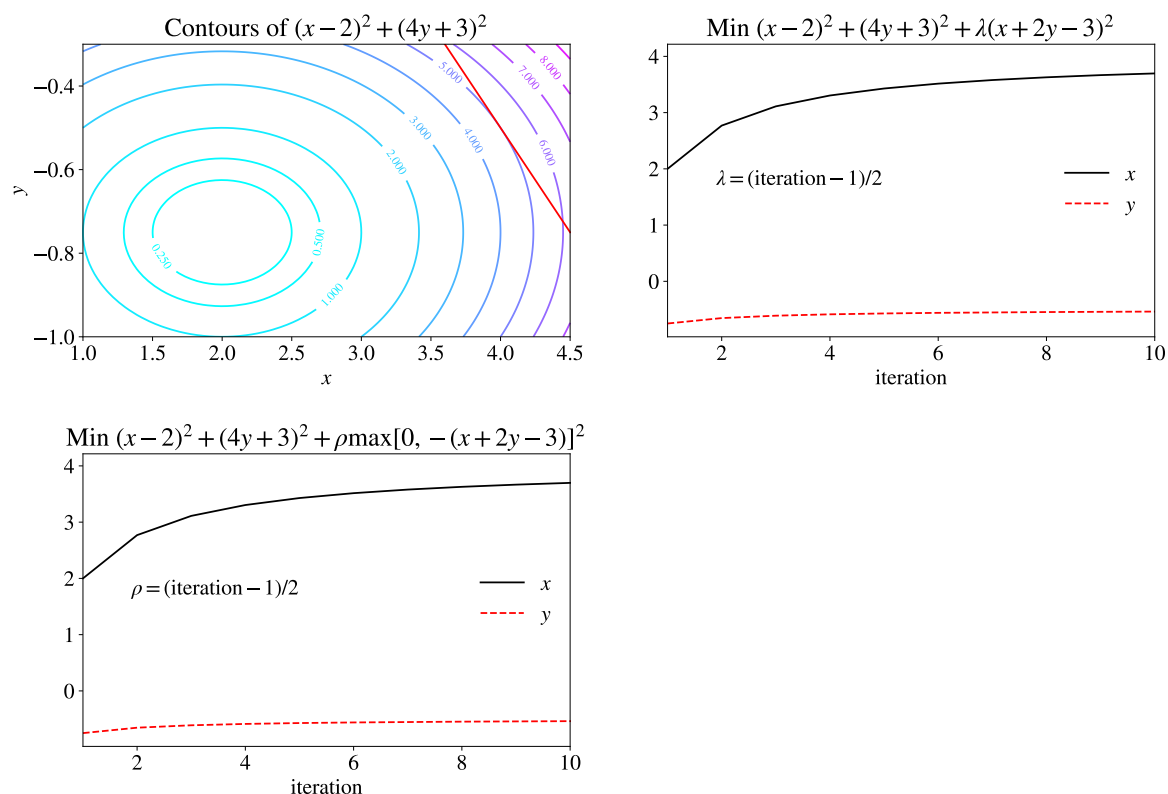 Contours of (x−2)² + (4y+3)²
−0.4
−0.6
y
−0.8
−1.0
0.250
0.500
1.000
2.000
3.000
4.000
5.000
6.000
7.000
8.000
1.0 1.5 2.0 2.5 3.0 3.5 4.0 4.5
x
Min (x−2)² + (4y+3)² + λ(x+2y−3)²
4
3
2
1
0
λ = (iteration − 1)/2
x
y
2 4 6 8 10
iteration
Min (x−2)² + (4y+3)² + ρmax[0, −(x+2y−3)]²
4
3
2
1
0
ρ = (iteration − 1)/2
x
y
2 4 6 8 10
iteration